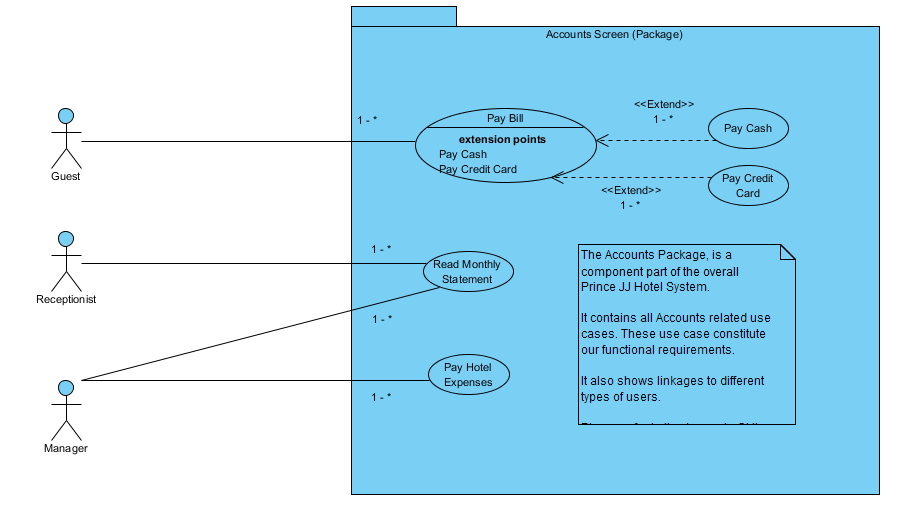 Accounts Screen (Package)
<<Extend>>
1 - *
1 - *
Pay Bill
Pay Cash
extension points
Pay Cash
Pay Credit Card
Guest
Pay Credit
Card
<<Extend>>
1 - *
1 - *
Read Monthly
Statement
Receptionist
1 - *
The Accounts Package, is a
component part of the overall
Prince JJ Hotel System.
It contains all Accounts related use
cases. These use case constitute
our functional requirements.
It also shows linkages to different
types of users.
Pay Hotel
Expenses
1 - *
Manager